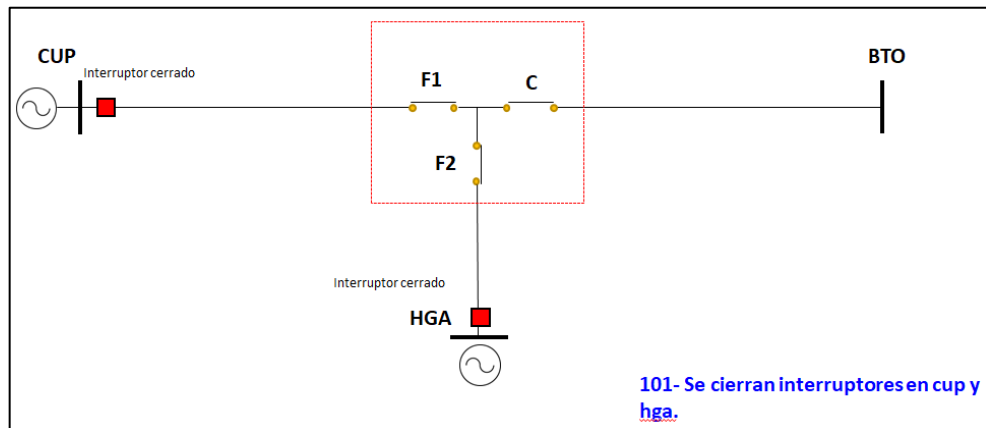 CUP
Interruptor cerrado
F1
C
BTO
F2
Interruptor cerrado
HGA
101- Se cierran interruptores en cup y
hga.